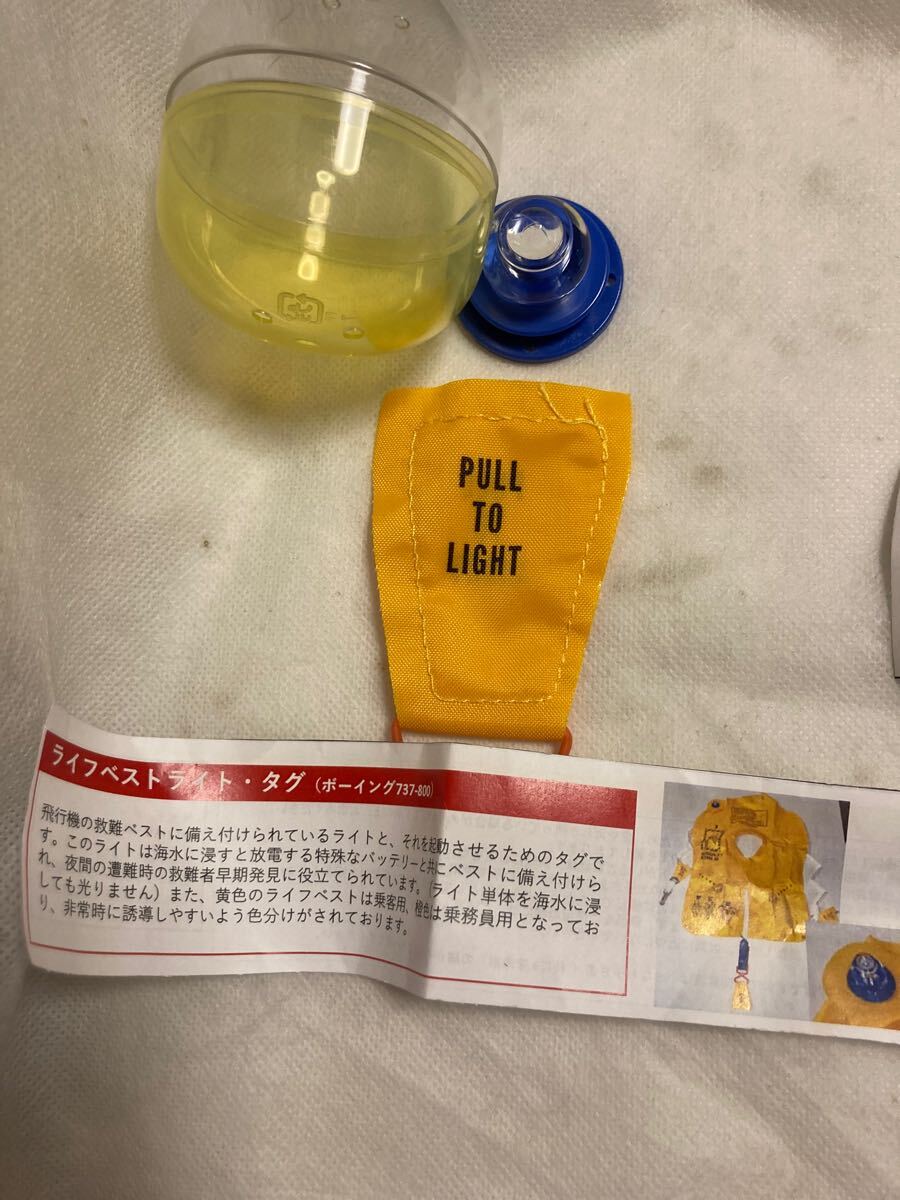 PULL
TO
LIGHT
ライフベストライト・タグ（ボーイング737-800）
飛行機の救難ベストに備え付けられているライトと、それを起動させるためのタグで
す。このライトは海水に浸すと放電する特殊なバッテリーと共にベストに備え付けら
れ、夜間の遭難時の救難者早期発見に役立てられています。（ライト単体を海水に浸
しても光りません）また、黄色のライフベストは乗客用、橙色は乗務員用となってお
り、非常時に誘導しやすいよう色分けがされております。